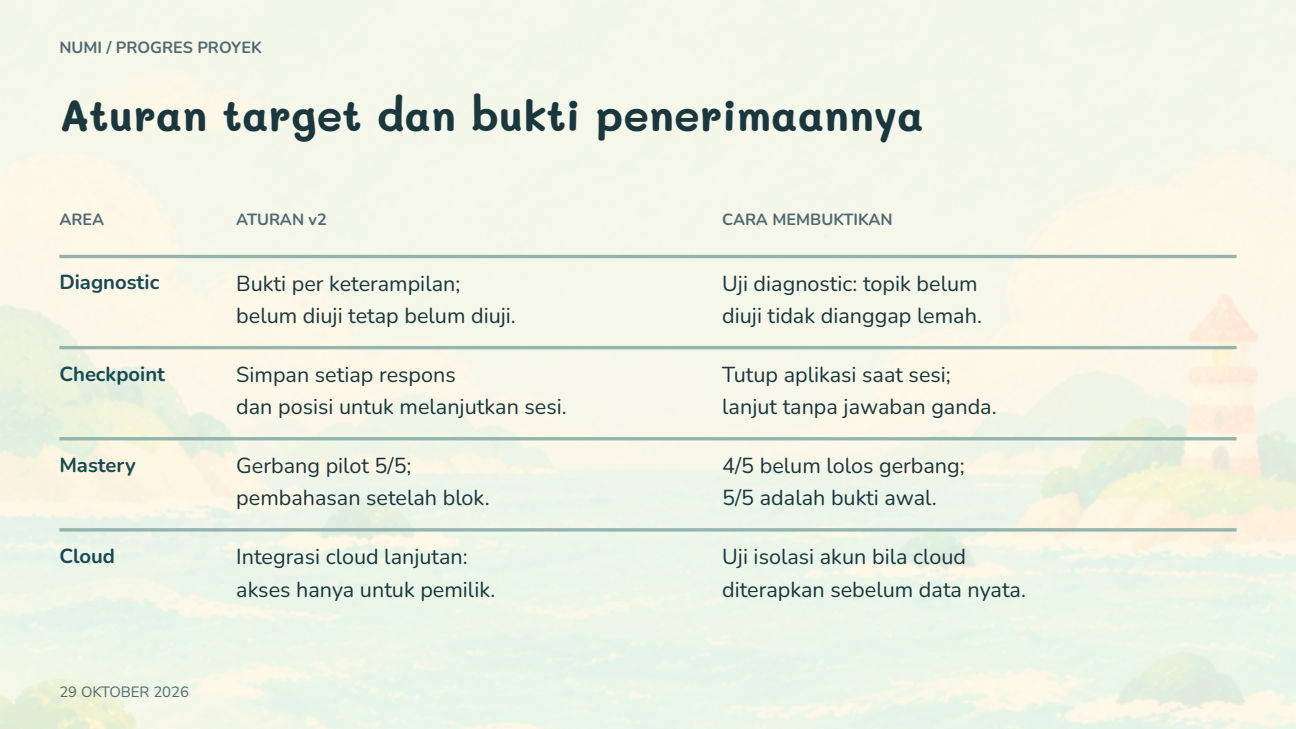 NUMI / PROGRES PROYEK
Aturan target dan bukti penerimaannya
AREA
ATURAN v2
CARA MEMBUKTIKAN
Diagnostic
Bukti per keterampilan;
belum diuji tetap belum diuji.
Uji diagnostic: topik belum
diuji tidak dianggap lemah.
Checkpoint
Simpan setiap respons
dan posisi untuk melanjutkan sesi.
Tutup aplikasi saat sesi;
lanjut tanpa jawaban ganda.
Mastery
Gerbang pilot 5/5;
pembahasan setelah blok.
4/5 belum lolos gerbang;
5/5 adalah bukti awal.
Cloud
Integrasi cloud lanjutan:
akses hanya untuk pemilik.
Uji isolasi akun bila cloud
diterapkan sebelum data nyata.
29 OKTOBER 2026